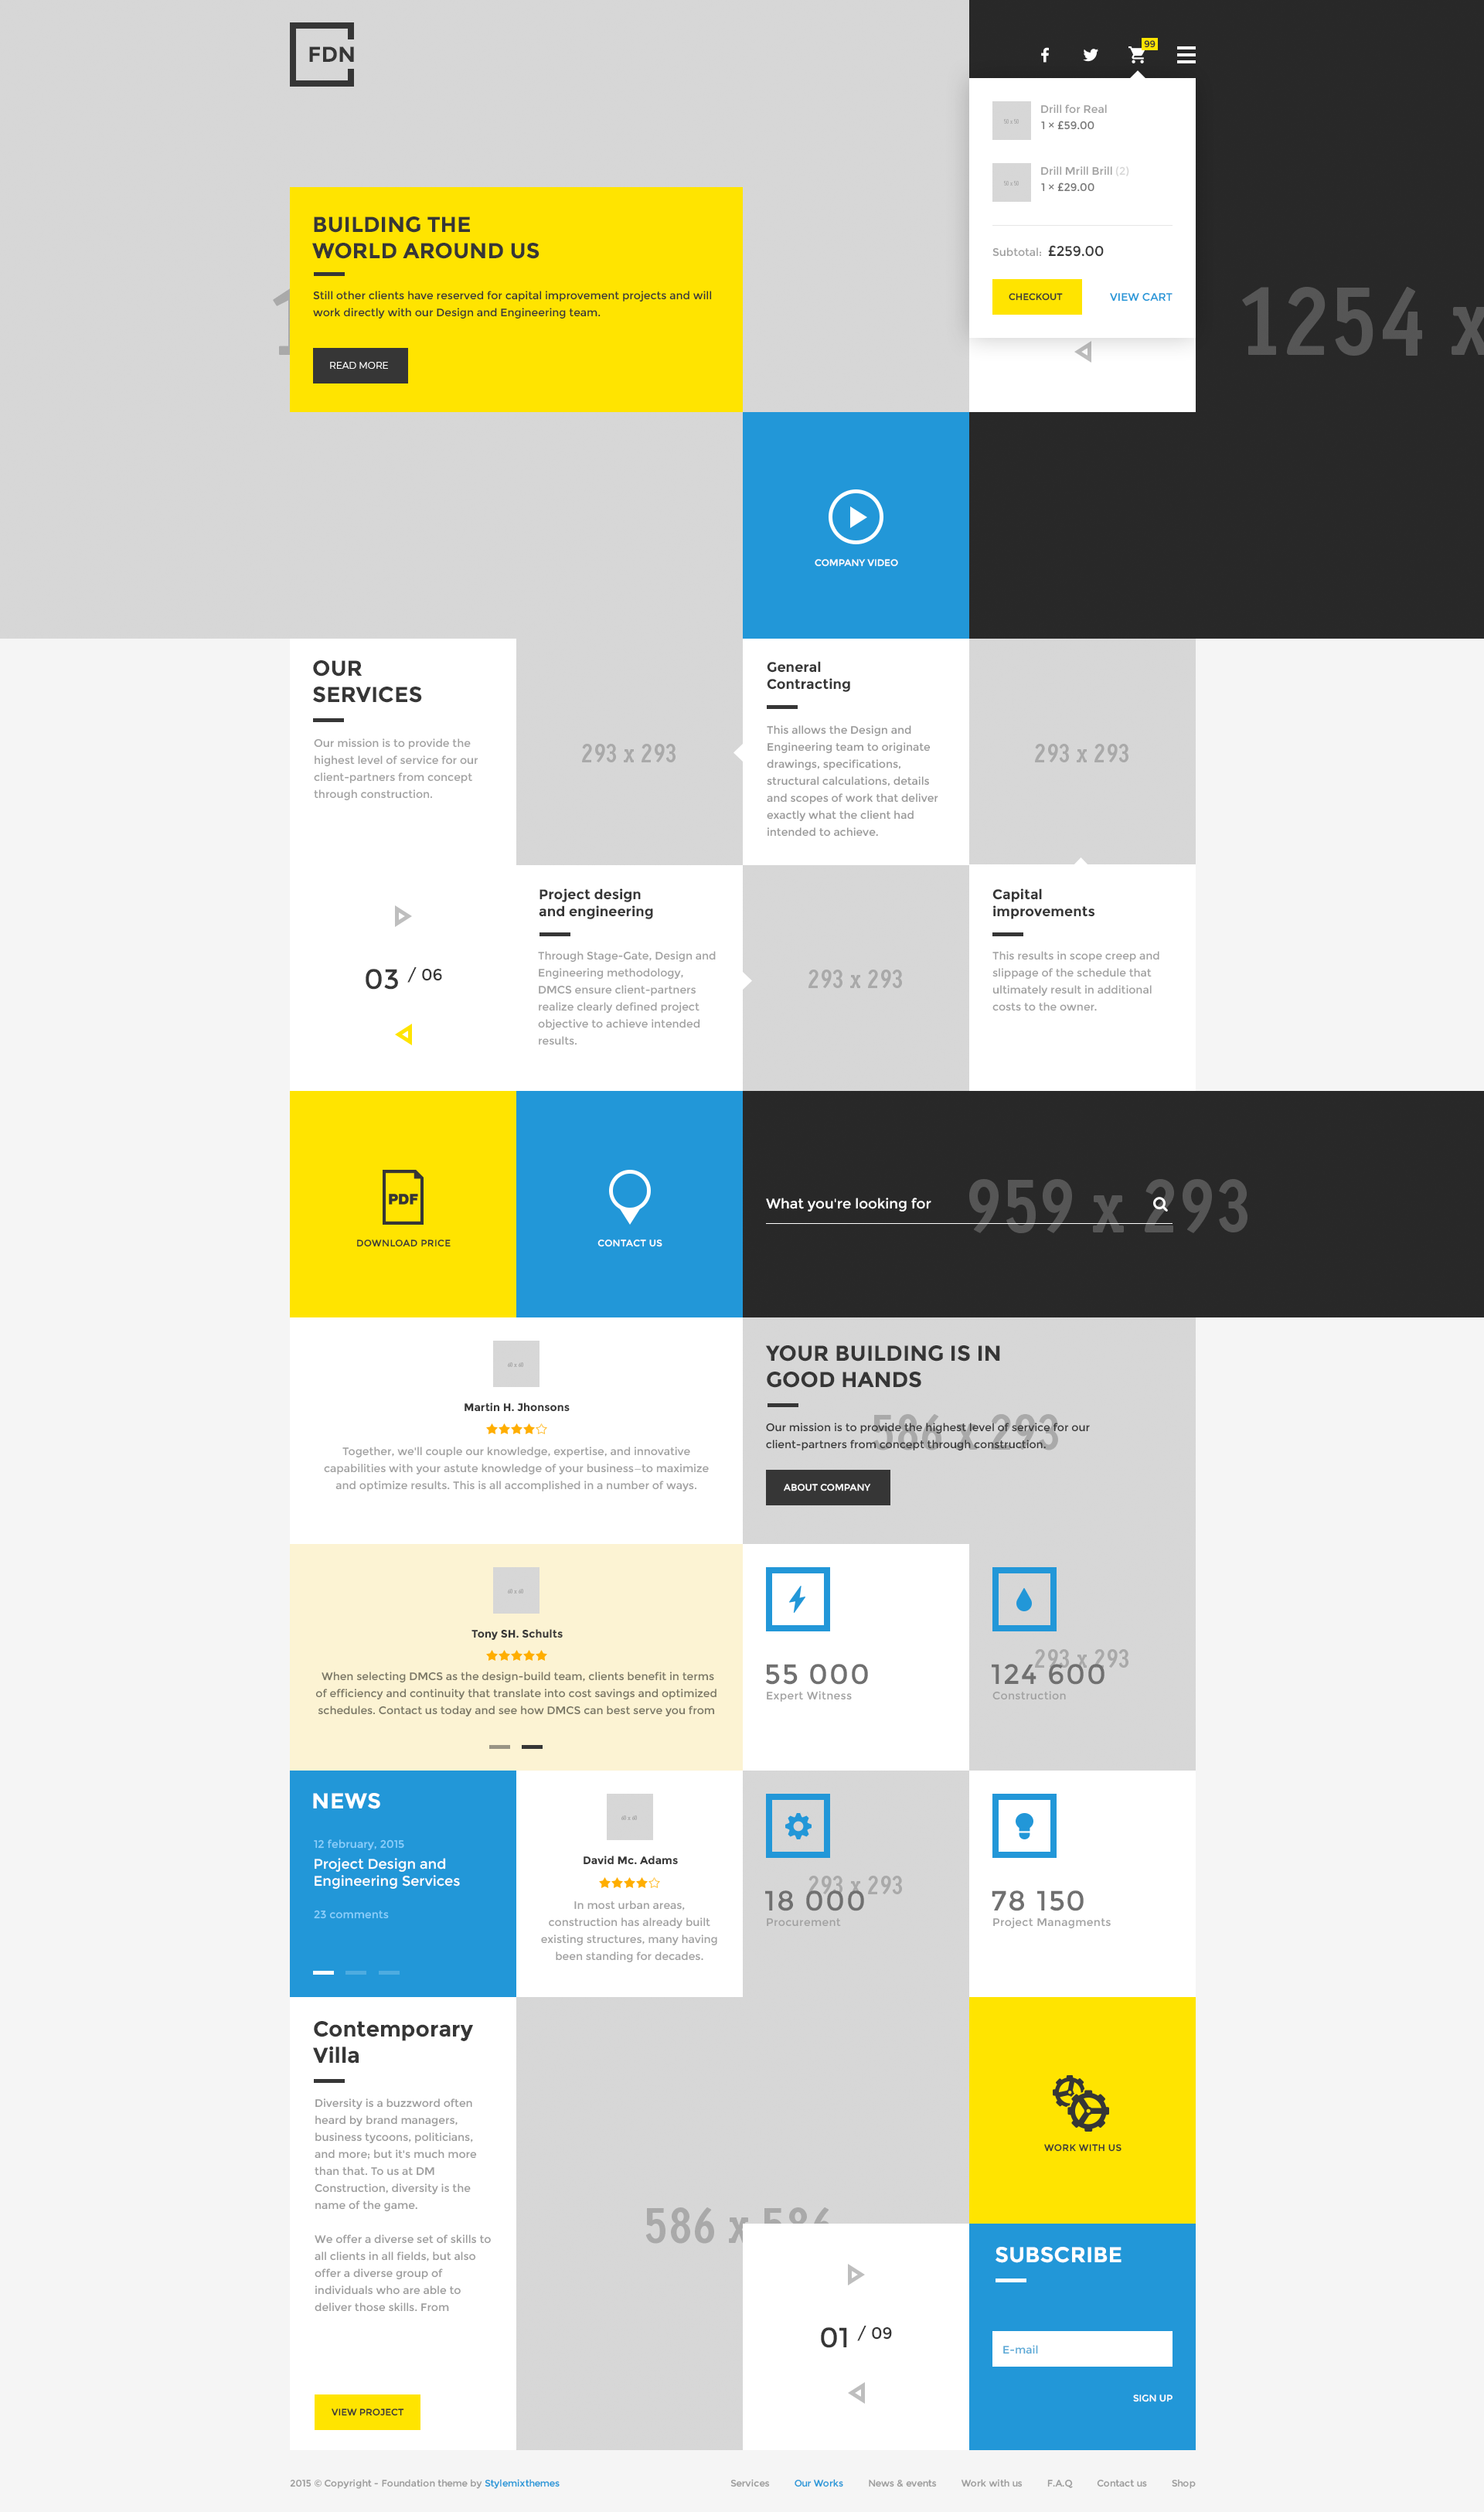 FDN
99
Drill for Real
1 × £59.00
Drill Mrill Brill (2)
1 × £29.00
Subtotal: £259.00
CHECKOUT
VIEW CART
BUILDING THE
WORLD AROUND US
Still other clients have reserved for capital improvement projects and will
work directly with our Design and Engineering team.
READ MORE
1254 x
COMPANY VIDEO
OUR
SERVICES
Our mission is to provide the
highest level of service for our
client-partners from concept
through construction.
293 x 293
General
Contracting
This allows the Design and
Engineering team to originate
drawings, specifications,
structural calculations, details
and scopes of work that deliver
exactly what the client had
intended to achieve.
293 x 293
03 / 06
Project design
and engineering
Through Stage-Gate, Design and
Engineering methodology,
DMCS ensure client-partners
realize clearly defined project
objective to achieve intended
results.
293 x 293
Capital
improvements
This results in scope creep and
slippage of the schedule that
ultimately result in additional
costs to the owner.
PDF
DOWNLOAD PRICE
CONTACT US
What you're looking for
959 x 293
Martin H. Jhonsons
Together, we'll couple our knowledge, expertise, and innovative
capabilities with your astute knowledge of your business—to maximize
and optimize results. This is all accomplished in a number of ways.
YOUR BUILDING IS IN
GOOD HANDS
586 x 293
Our mission is to provide the highest level of service for our
client-partners from concept through construction.
ABOUT COMPANY
Tony SH. Schults
When selecting DMCS as the design-build team, clients benefit in terms
of efficiency and continuity that translate into cost savings and optimized
schedules. Contact us today and see how DMCS can best serve you from
55 000
Expert Witness
293 x 293
124 600
Construction
NEWS
12 february, 2015
Project Design and
Engineering Services
23 comments
David Mc. Adams
In most urban areas,
construction has already built
existing structures, many having
been standing for decades.
293 x 293
18 000
Procurement
78 150
Project Managments
Contemporary
Villa
Diversity is a buzzword often
heard by brand managers,
business tycoons, politicians,
and more; but it's much more
than that. To us at DM
Construction, diversity is the
name of the game.
We offer a diverse set of skills to
all clients in all fields, but also
offer a diverse group of
individuals who are able to
deliver those skills. From
VIEW PROJECT
586 x 586
WORK WITH US
01 / 09
SUBSCRIBE
E-mail
SIGN UP
2015 © Copyright - Foundation theme by Stylemixthemes
Services Our Works News & events Work with us F.A.Q Contact us Shop